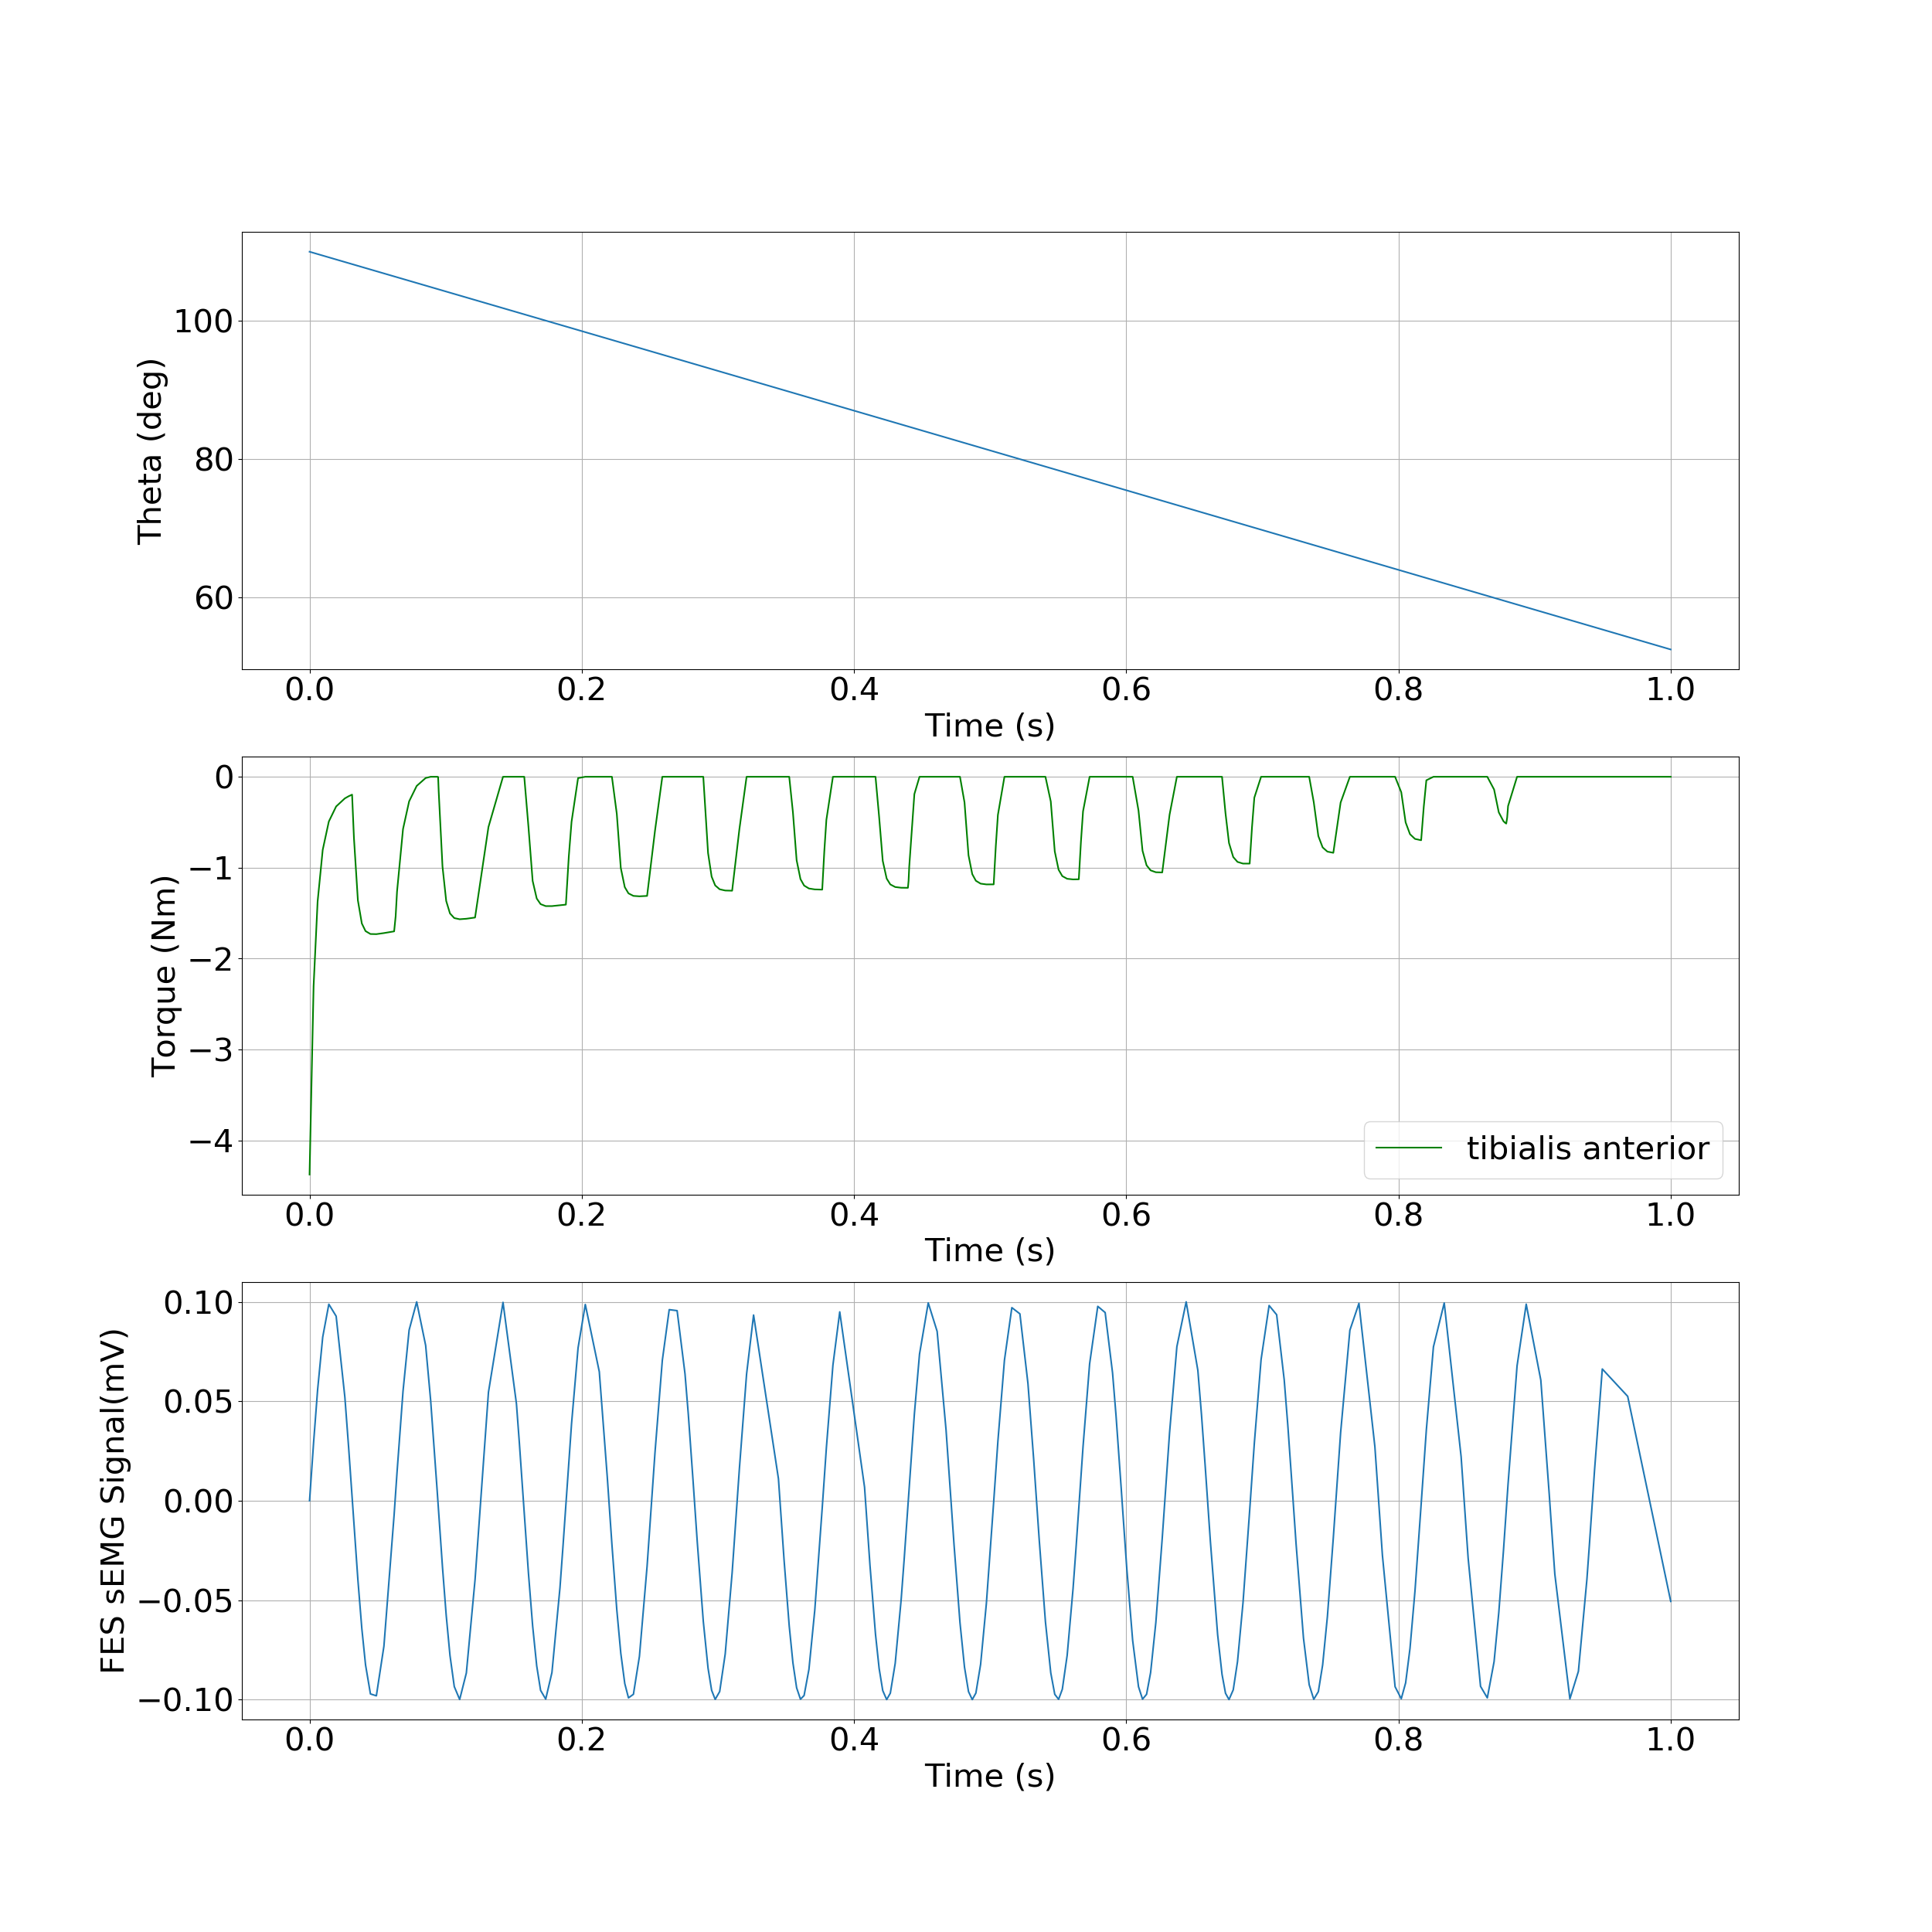 100
80
60
Theta (deg)
0.0 0.2 0.4 0.6 0.8 1.0
Time (s)
0
−1
−2
−3
−4
Torque (Nm)
tibialis anterior
0.0 0.2 0.4 0.6 0.8 1.0
Time (s)
0.10
0.05
0.00
−0.05
−0.10
FES sEMG Signal(mV)
0.0 0.2 0.4 0.6 0.8 1.0
Time (s)